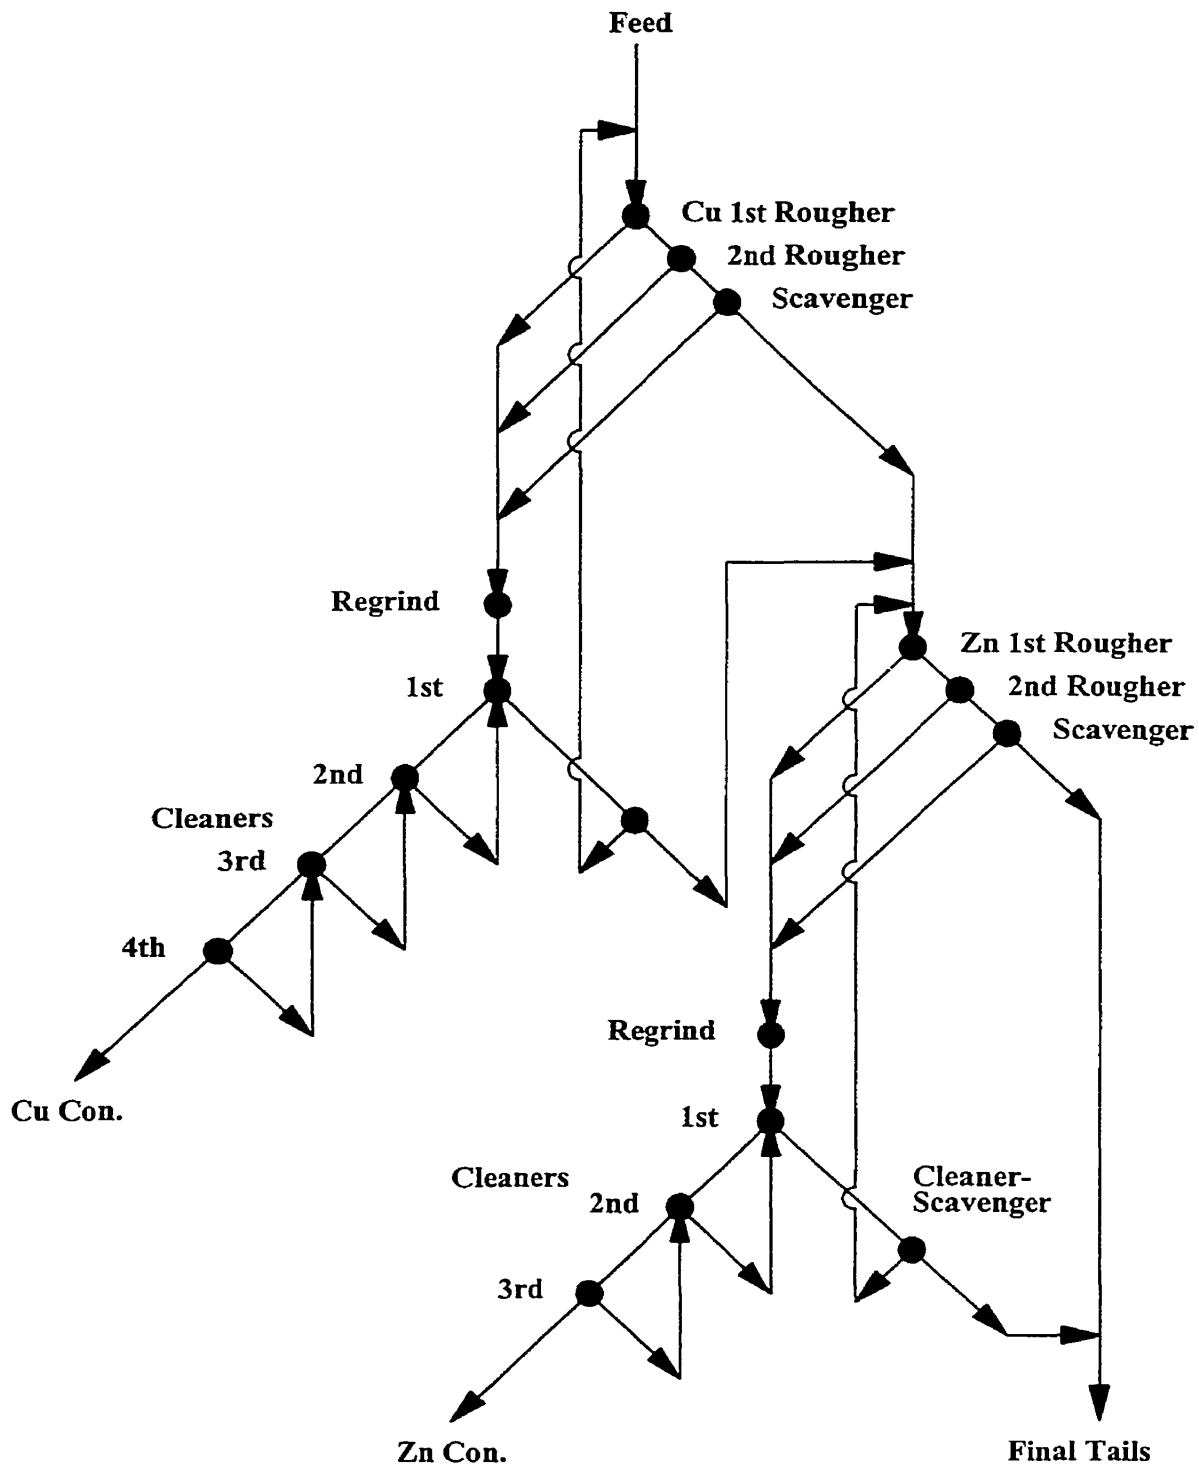 Feed
Cu 1st Rougher
2nd Rougher
Scavenger
Regrind
1st
2nd
Cleaners
3rd
4th
Cu Con.
Zn 1st Rougher
2nd Rougher
Scavenger
Regrind
1st
Cleaners
2nd
3rd
Cleaner-
Scavenger
Zn Con.
Final Tails